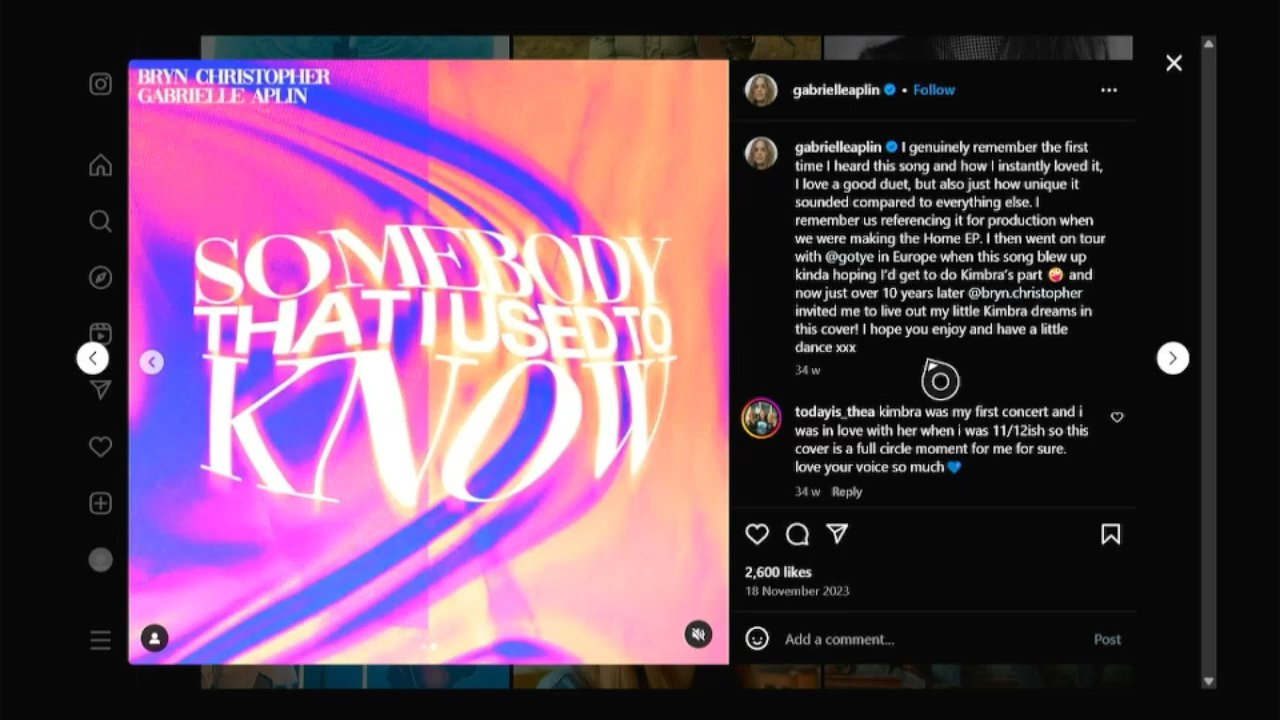 BRYN CHRISTOPHER
GABRIELLE APLIN
SOMEBODY
THAT I USED TO
KNOW
gabrielleaplin • Follow
gabrielleaplin I genuinely remember the first
time I heard this song and how I instantly loved it,
I love a good duet, but also just how unique it
sounded compared to everything else. I
remember us referencing it for production when
we were making the Home EP. I then went on tour
with @gotye in Europe when this song blew up
kinda hoping I'd get to do Kimbra's part 🤪 and
now just over 10 years later @bryn.christopher
invited me to live out my little Kimbra dreams in
this cover! I hope you enjoy and have a little
dance xxx
34 w
todayis_thea kimbra was my first concert and i
was in love with her when i was 11/12ish so this
cover is a full circle moment for me for sure.
love your voice so much 💙
34 w Reply
2,600 likes
18 November 2023
Add a comment... Post